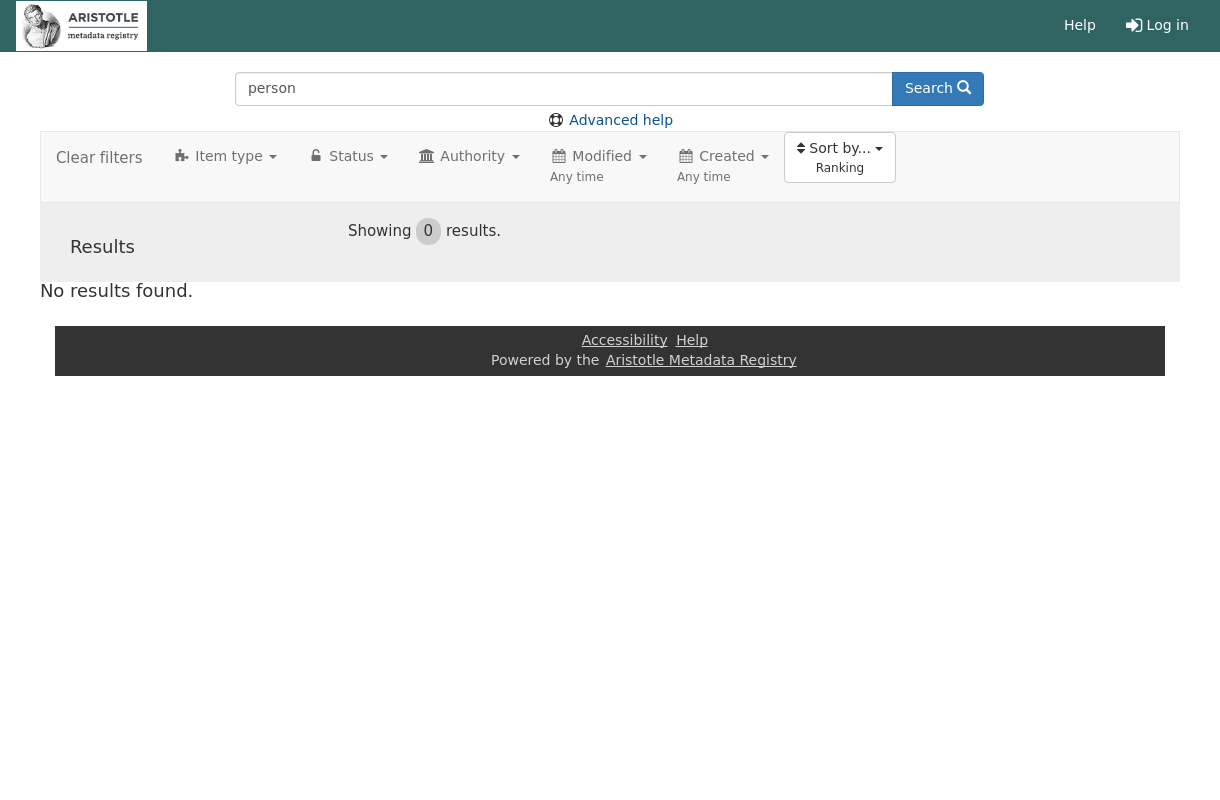 ARISTOTLE
metadata registry
Help
Log in
person
Search
Advanced help
Clear filters
Item type
Status
Authority
Modified
Any time
Created
Any time
Sort by...
Ranking
Results
Showing 0 results.
No results found.
Accessibility Help
Powered by the Aristotle Metadata Registry